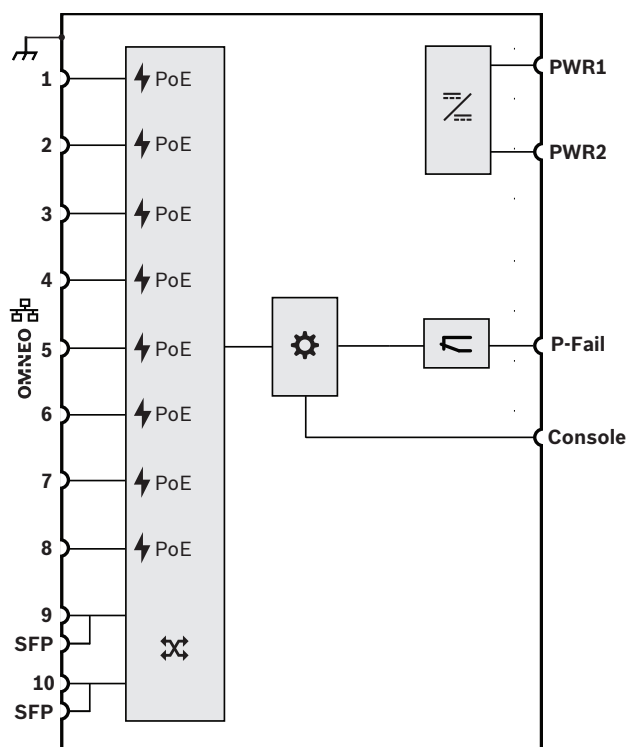 1 PoE
2 PoE
3 PoE
4 PoE
OMNEO
5 PoE
6 PoE
7 PoE
8 PoE
9
SFP
10
SFP
PWR1
PWR2
P-Fail
Console